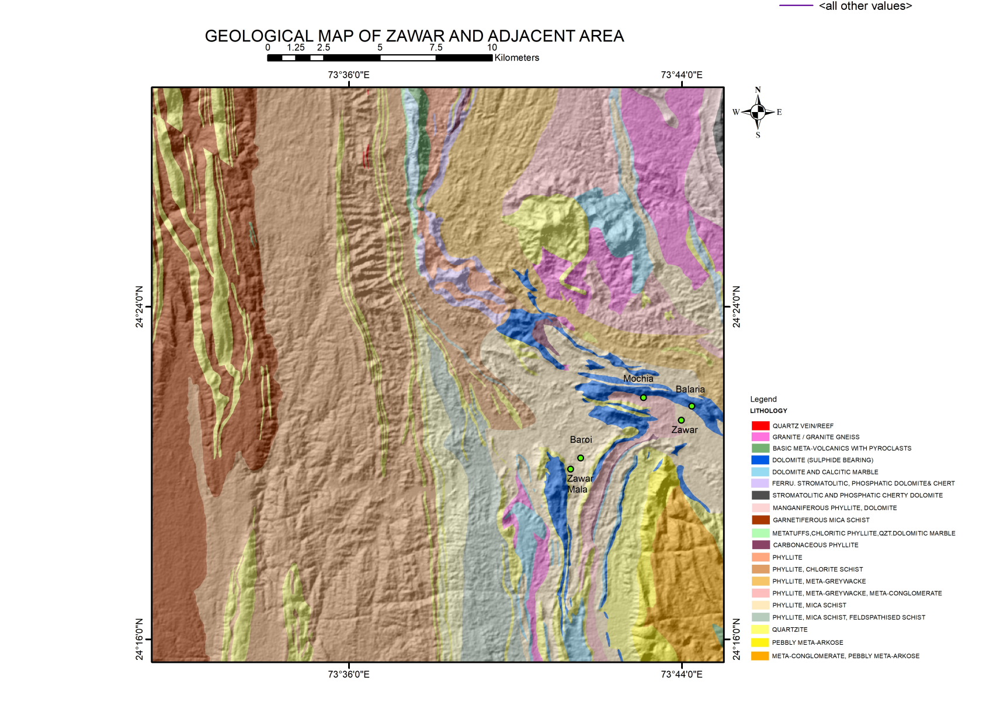 <all other values>
GEOLOGICAL MAP OF ZAWAR AND ADJACENT AREA
0 1.25 2.5 5 7.5 10
Kilometers
73°36'0"E 73°44'0"E
N
W E
S
24°24'0"N 24°24'0"N
Mochia
Balaria
Zawar
Baroi
Zawar
Mala
Legend
LITHOLOGY
QUARTZ VEIN/REEF
GRANITE / GRANITE GNEISS
BASIC META-VOLCANICS WITH PYROCLASTS
DOLOMITE (SULPHIDE BEARING)
DOLOMITE AND CALCITIC MARBLE
FERRU. STROMATOLITIC, PHOSPHATIC DOLOMITE& CHERT
STROMATOLITIC AND PHOSPHATIC CHERTY DOLOMITE
MANGANIFEROUS PHYLLITE, DOLOMITE
GARNETIFEROUS MICA SCHIST
METATUFFS,CHLORITIC PHYLLITE,QZT.DOLOMITIC MARBLE
CARBONACEOUS PHYLLITE
PHYLLITE
PHYLLITE, CHLORITE SCHIST
PHYLLITE, META-GREYWACKE
PHYLLITE, META-GREYWACKE, META-CONGLOMERATE
PHYLLITE, MICA SCHIST
PHYLLITE, MICA SCHIST, FELDSPATHISED SCHIST
QUARTZITE
PEBBLY META-ARKOSE
META-CONGLOMERATE, PEBBLY META-ARKOSE
24°16'0"N 24°16'0"N
73°36'0"E 73°44'0"E